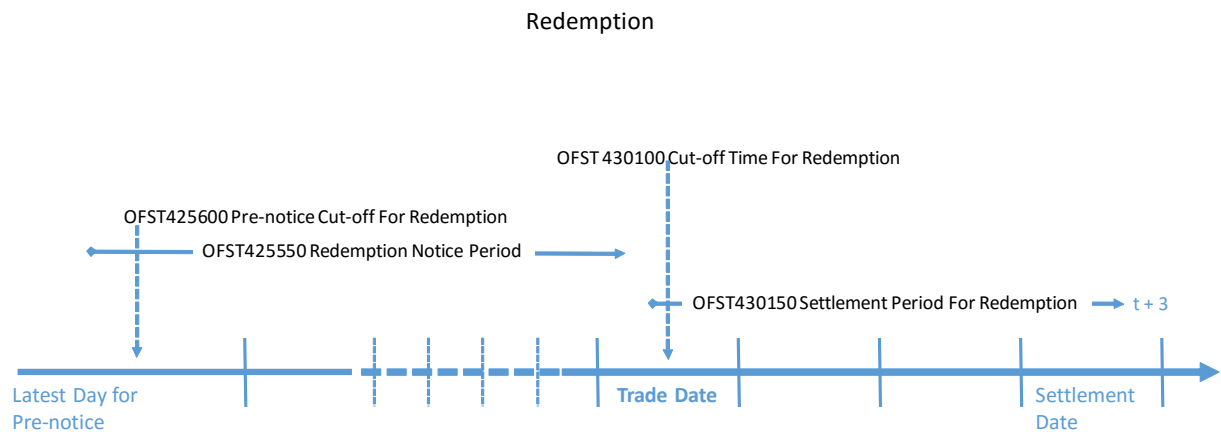 Redemption
OFST 430100 Cut-off Time For Redemption
OFST425600 Pre-notice Cut-off For Redemption
OFST425550 Redemption Notice Period
OFST430150 Settlement Period For Redemption
t + 3
Latest Day for
Pre-notice
Trade Date
Settlement
Date